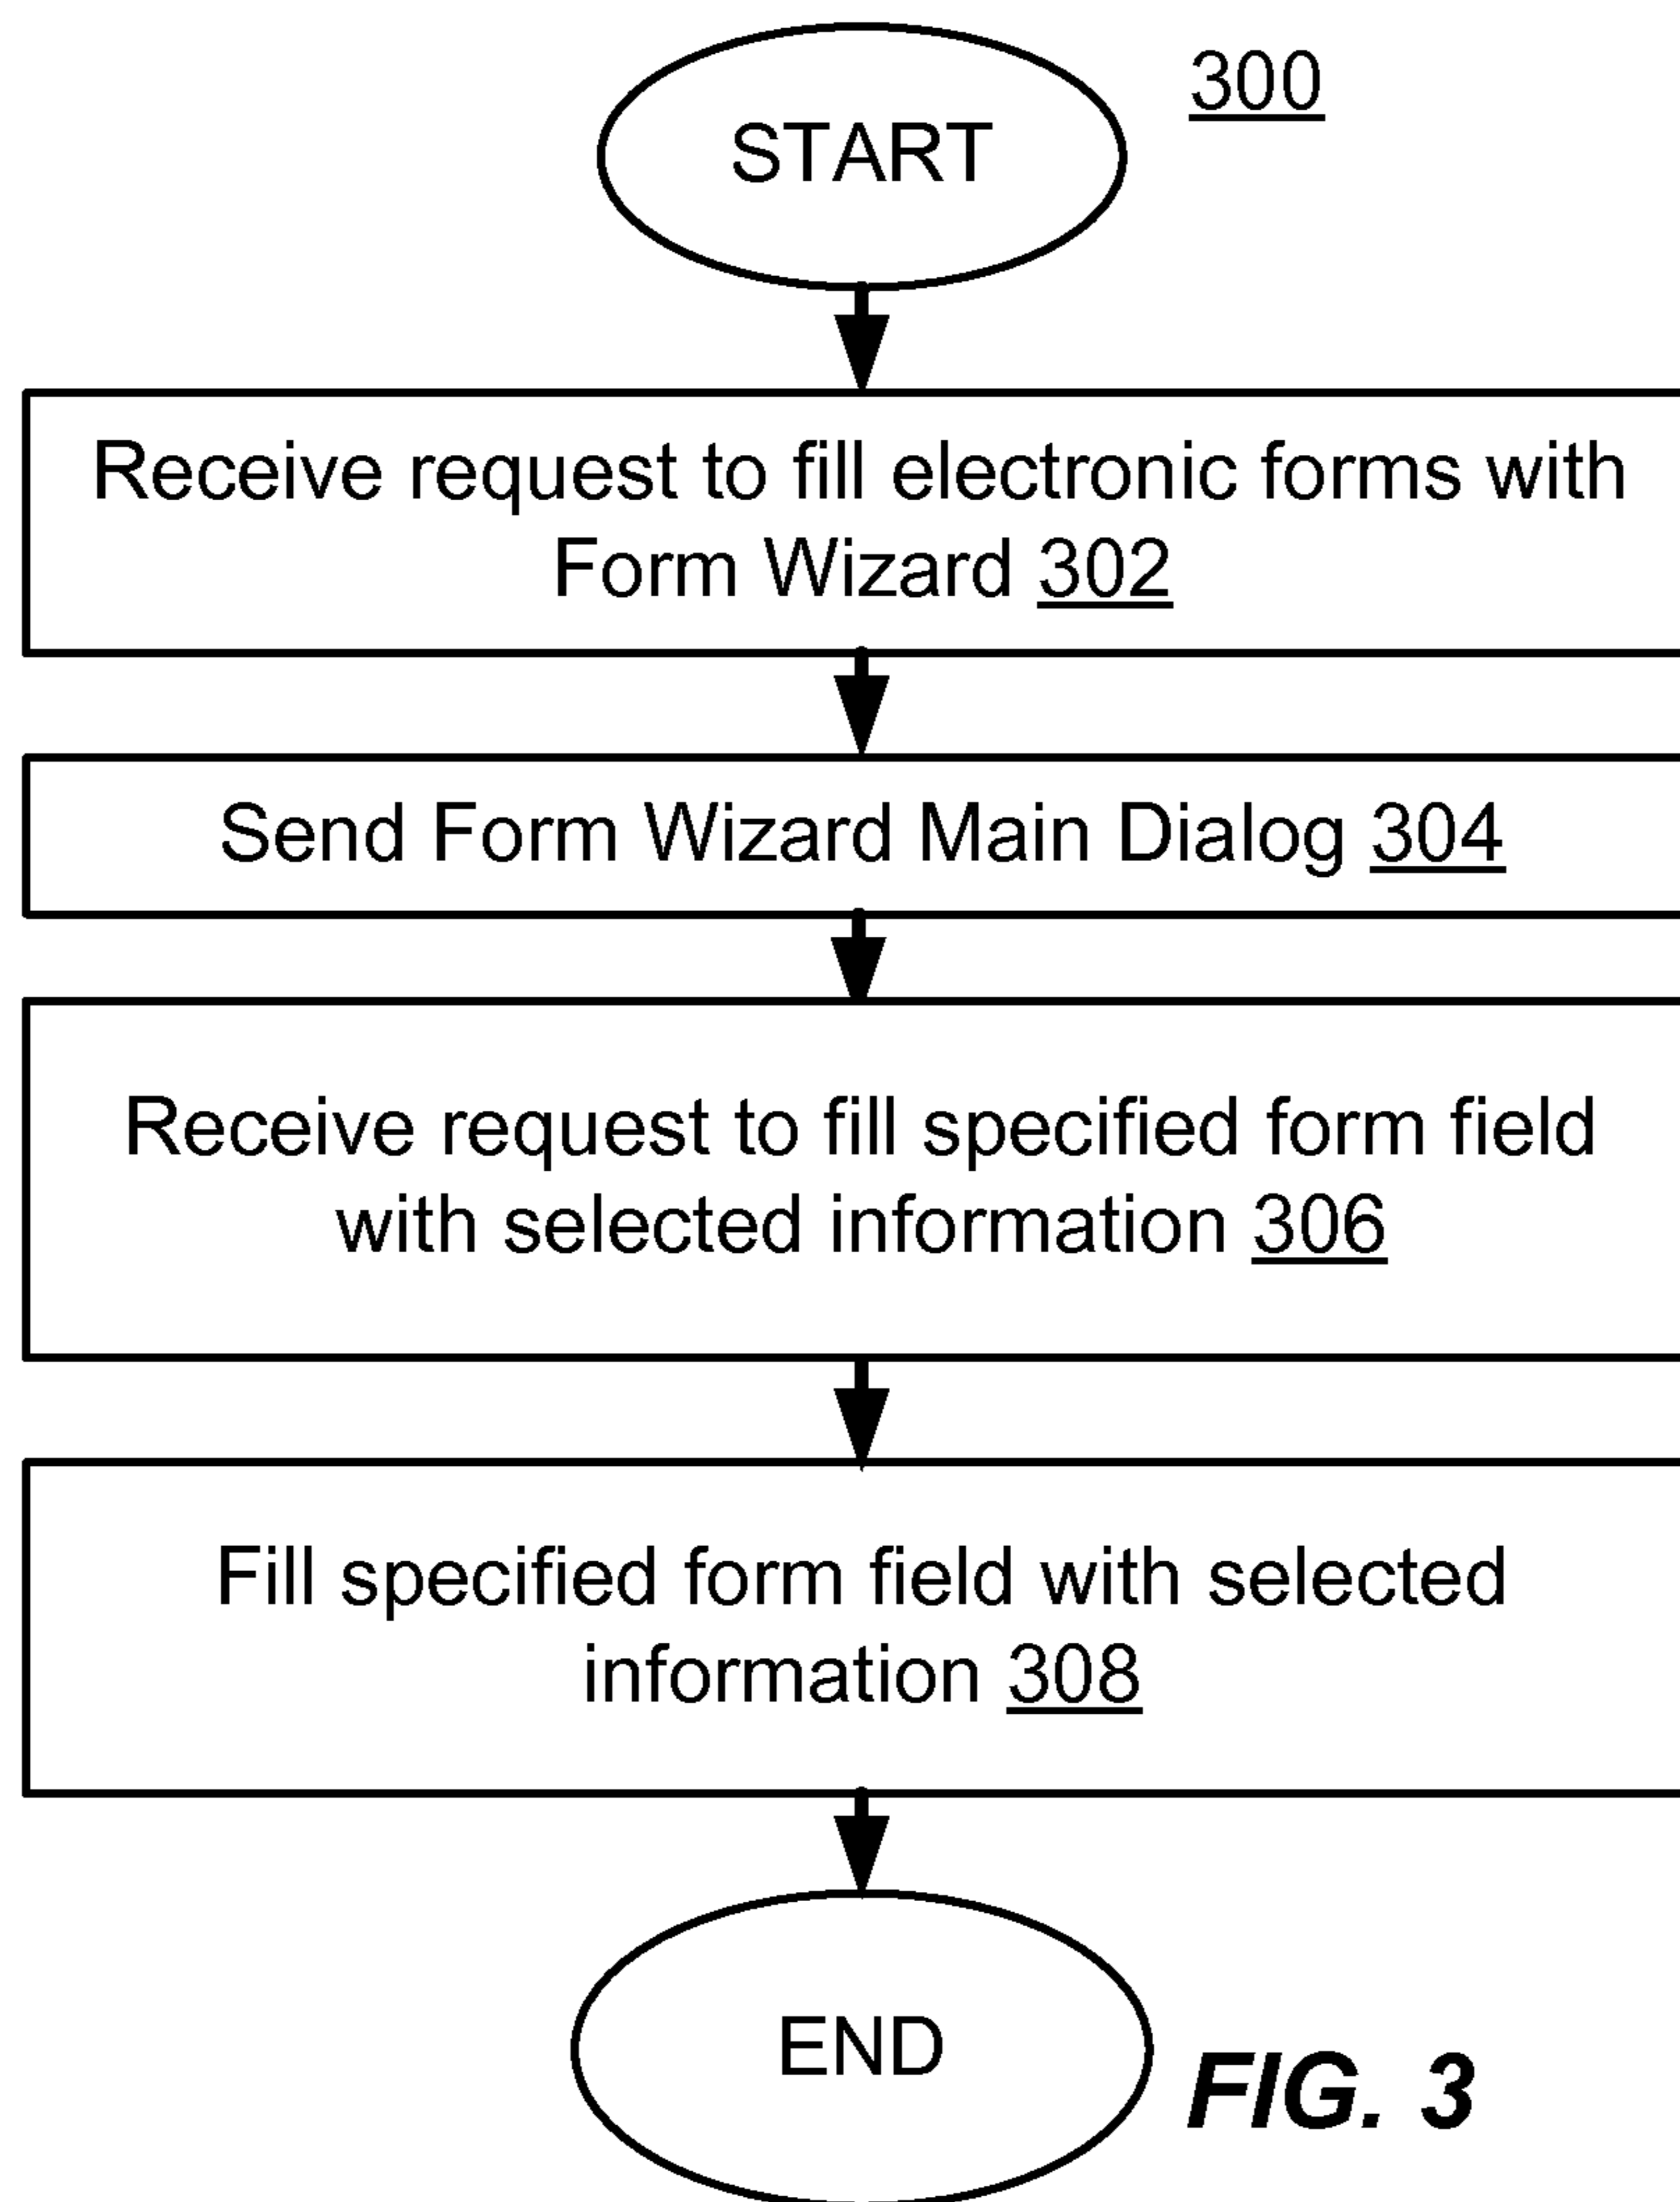 START
300
Receive request to fill electronic forms with
Form Wizard 302
Send Form Wizard Main Dialog 304
Receive request to fill specified form field
with selected information 306
Fill specified form field with selected
information 308
END
FIG. 3